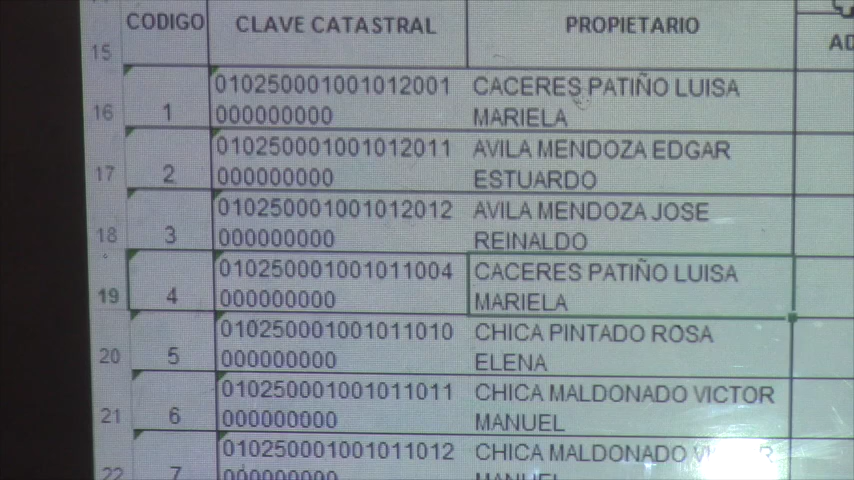 CODIGO CLAVE CATASTRAL PROPIETARIO
15 AD
010250001001012001 CACERES PATIÑO LUISA
16 1 000000000 MARIELA
010250001001012011 AVILA MENDOZA EDGAR
17 2 000000000 ESTUARDO
010250001001012012 AVILA MENDOZA JOSE
18 3 000000000 REINALDO
010250001001011004 CACERES PATIÑO LUISA
19 4 000000000 MARIELA
010250001001011010 CHICA PINTADO ROSA
20 5 000000000 ELENA
010250001001011011 CHICA MALDONADO VICTOR
21 6 000000000 MANUEL
010250001001011012 CHICA MALDONADO
22 7 000000000 MANUEL